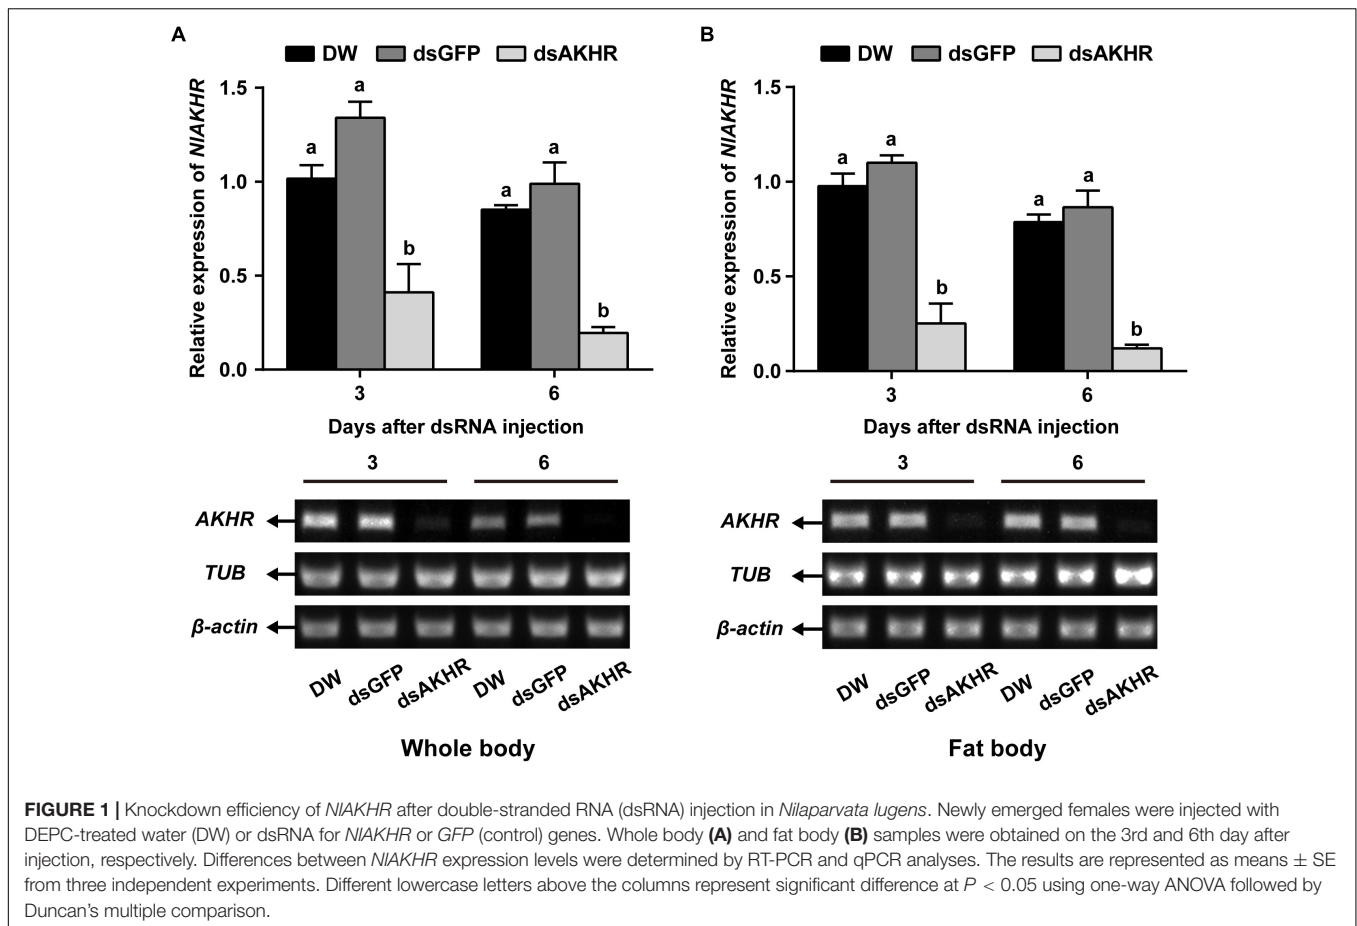 A
DW dsGFP dsAKHR
Relative expression of NlAKHR
1.5
1.0
0.5
0.0
a
a
b
a
a
b
3 6
Days after dsRNA injection
3 6
AKHR
TUB
β-actin
DW dsGFP dsAKHR DW dsGFP dsAKHR
Whole body
B
DW dsGFP dsAKHR
Relative expression of NlAKHR
1.5
1.0
0.5
0.0
a
a
b
a
a
b
3 6
Days after dsRNA injection
3 6
AKHR
TUB
β-actin
DW dsGFP dsAKHR DW dsGFP dsAKHR
Fat body
FIGURE 1 | Knockdown efficiency of NlAKHR after double-stranded RNA (dsRNA) injection in Nilaparvata lugens. Newly emerged females were injected with
DEPC-treated water (DW) or dsRNA for NlAKHR or GFP (control) genes. Whole body (A) and fat body (B) samples were obtained on the 3rd and 6th day after
injection, respectively. Differences between NlAKHR expression levels were determined by RT-PCR and qPCR analyses. The results are represented as means ± SE
from three independent experiments. Different lowercase letters above the columns represent significant difference at P < 0.05 using one-way ANOVA followed by
Duncan's multiple comparison.